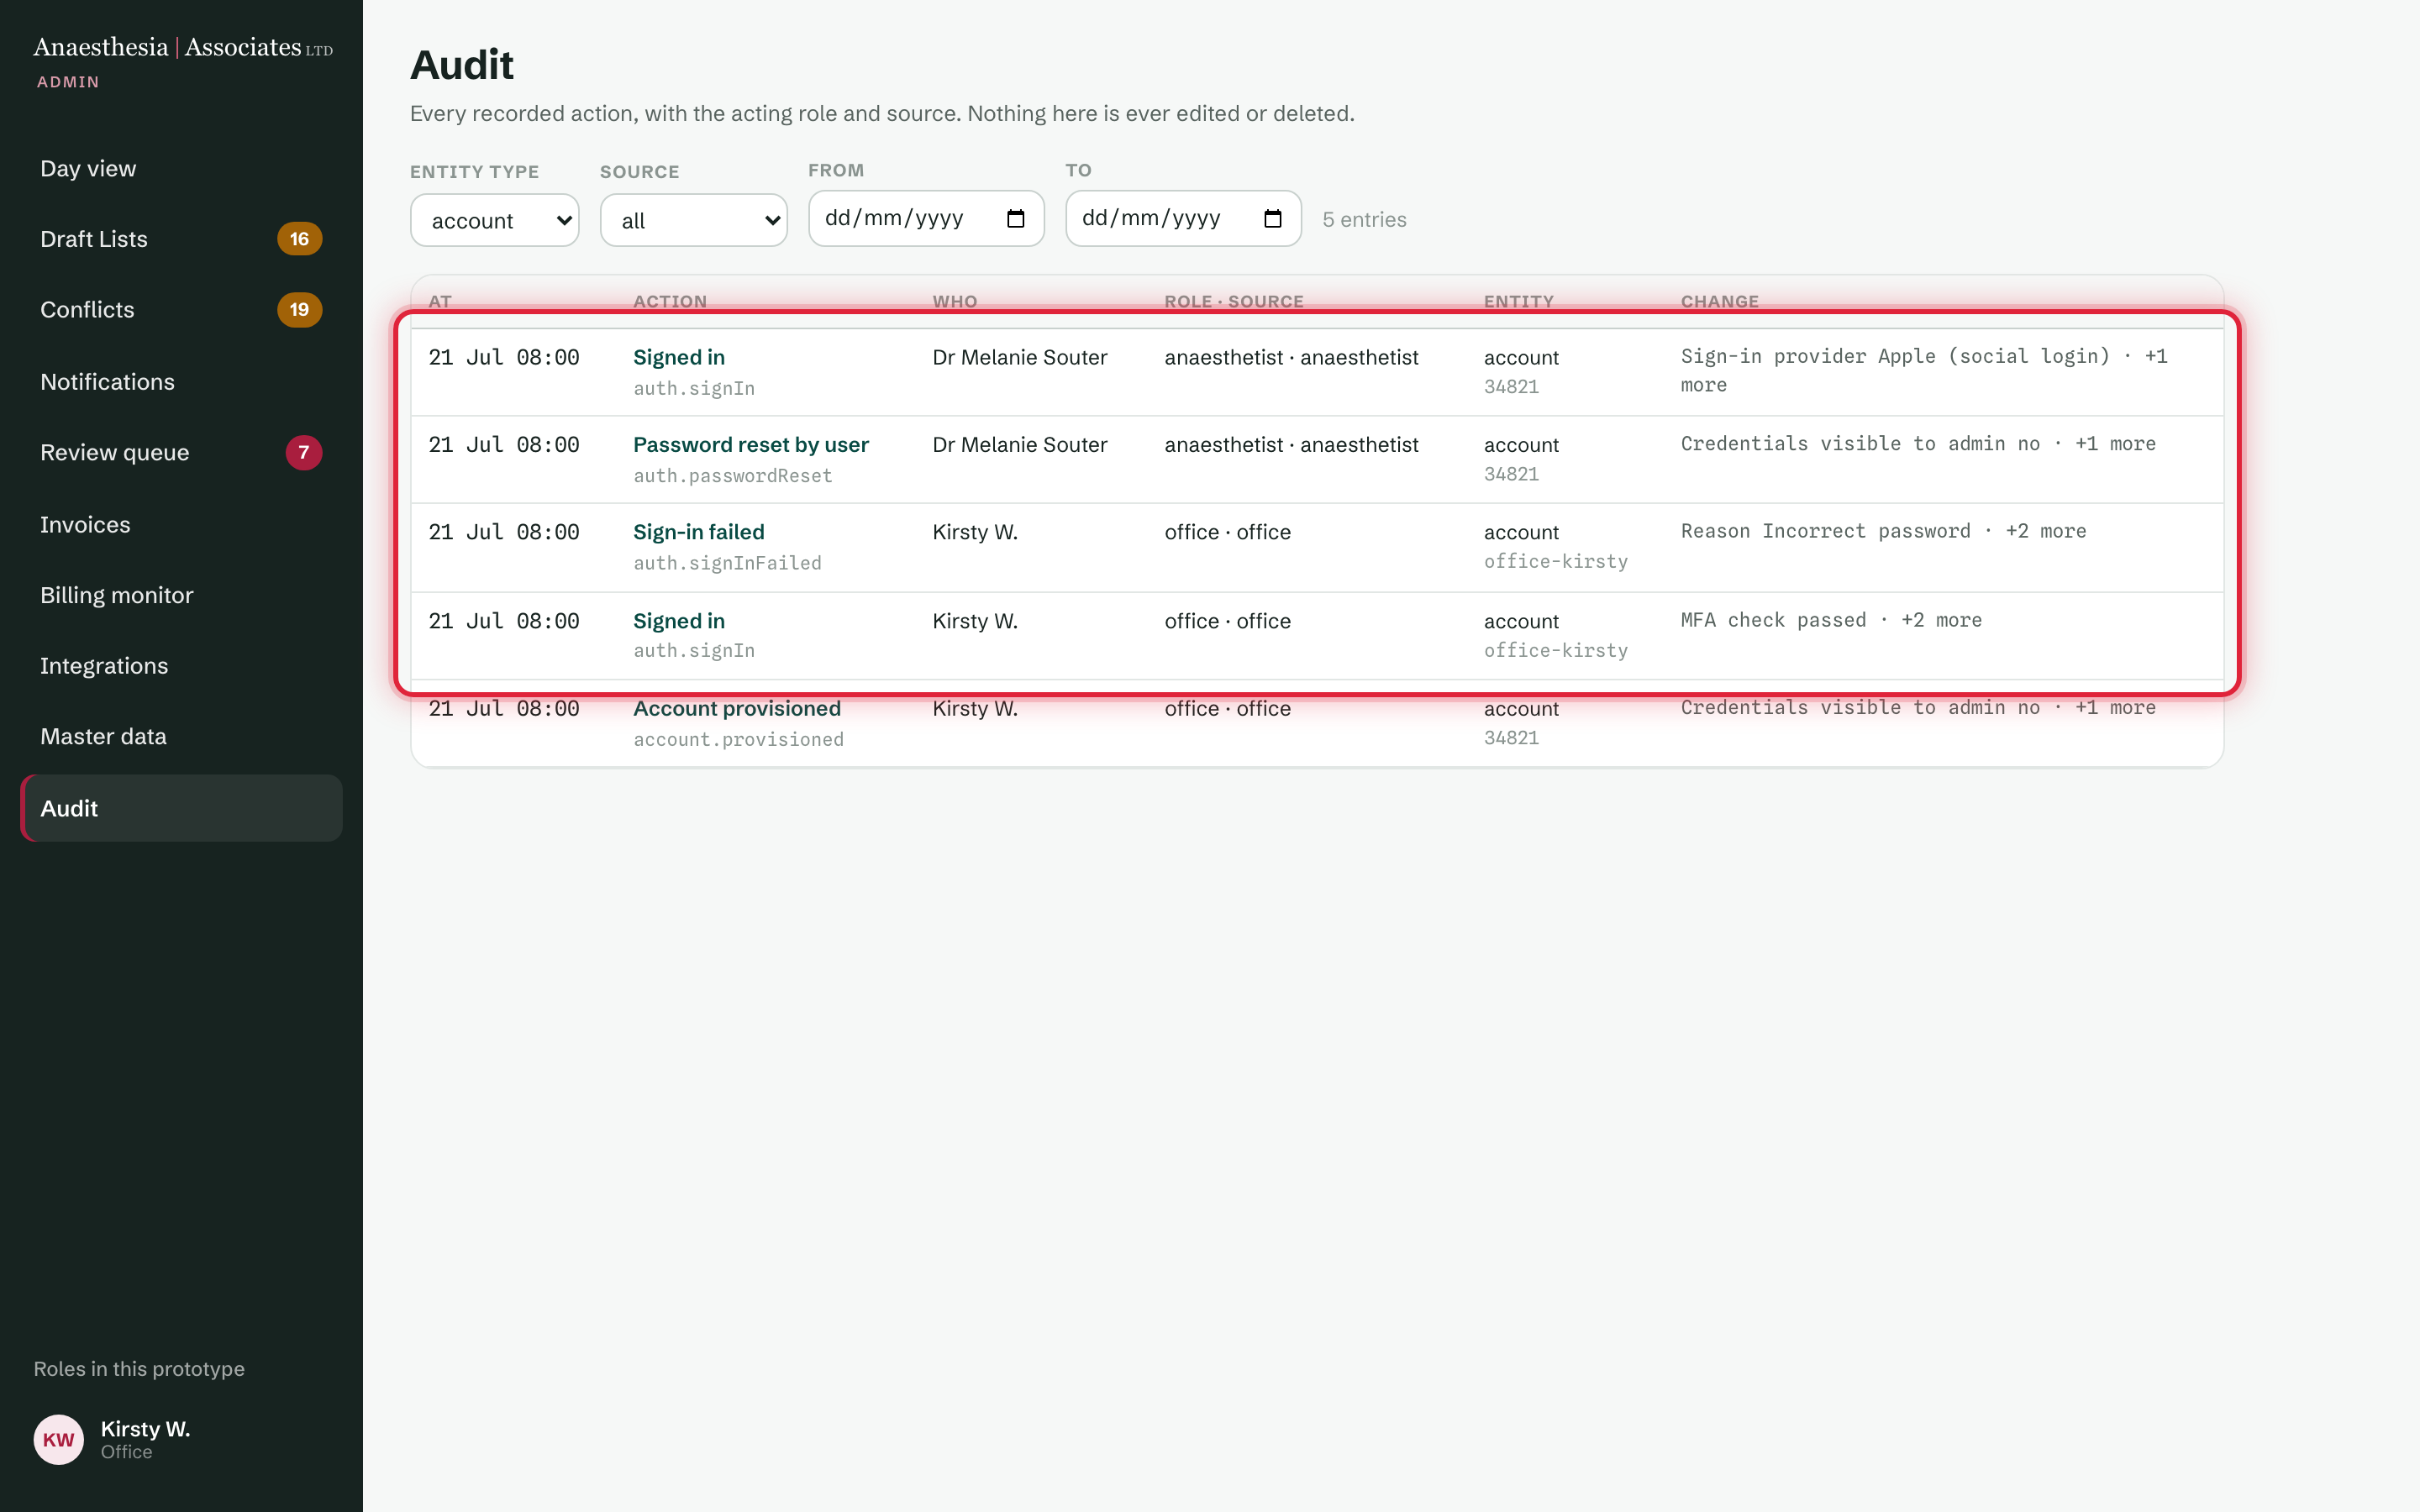 Anaesthesia | Associates LTD
ADMIN
Day view
Draft Lists 16
Conflicts 19
Notifications
Review queue 7
Invoices
Billing monitor
Integrations
Master data
Audit
Roles in this prototype
KW Kirsty W.
Office
Audit
Every recorded action, with the acting role and source. Nothing here is ever edited or deleted.
ENTITY TYPE SOURCE FROM TO
account all dd/mm/yyyy dd/mm/yyyy 5 entries
AT ACTION WHO ROLE · SOURCE ENTITY CHANGE
21 Jul 08:00 Signed in Dr Melanie Souter anaesthetist · anaesthetist account Sign-in provider Apple (social login) · +1
auth.signIn 34821 more
21 Jul 08:00 Password reset by user Dr Melanie Souter anaesthetist · anaesthetist account Credentials visible to admin no · +1 more
auth.passwordReset 34821
21 Jul 08:00 Sign-in failed Kirsty W. office · office account Reason Incorrect password · +2 more
auth.signInFailed office-kirsty
21 Jul 08:00 Signed in Kirsty W. office · office account MFA check passed · +2 more
auth.signIn office-kirsty
21 Jul 08:00 Account provisioned Kirsty W. office · office account Credentials visible to admin no · +1 more
account.provisioned 34821